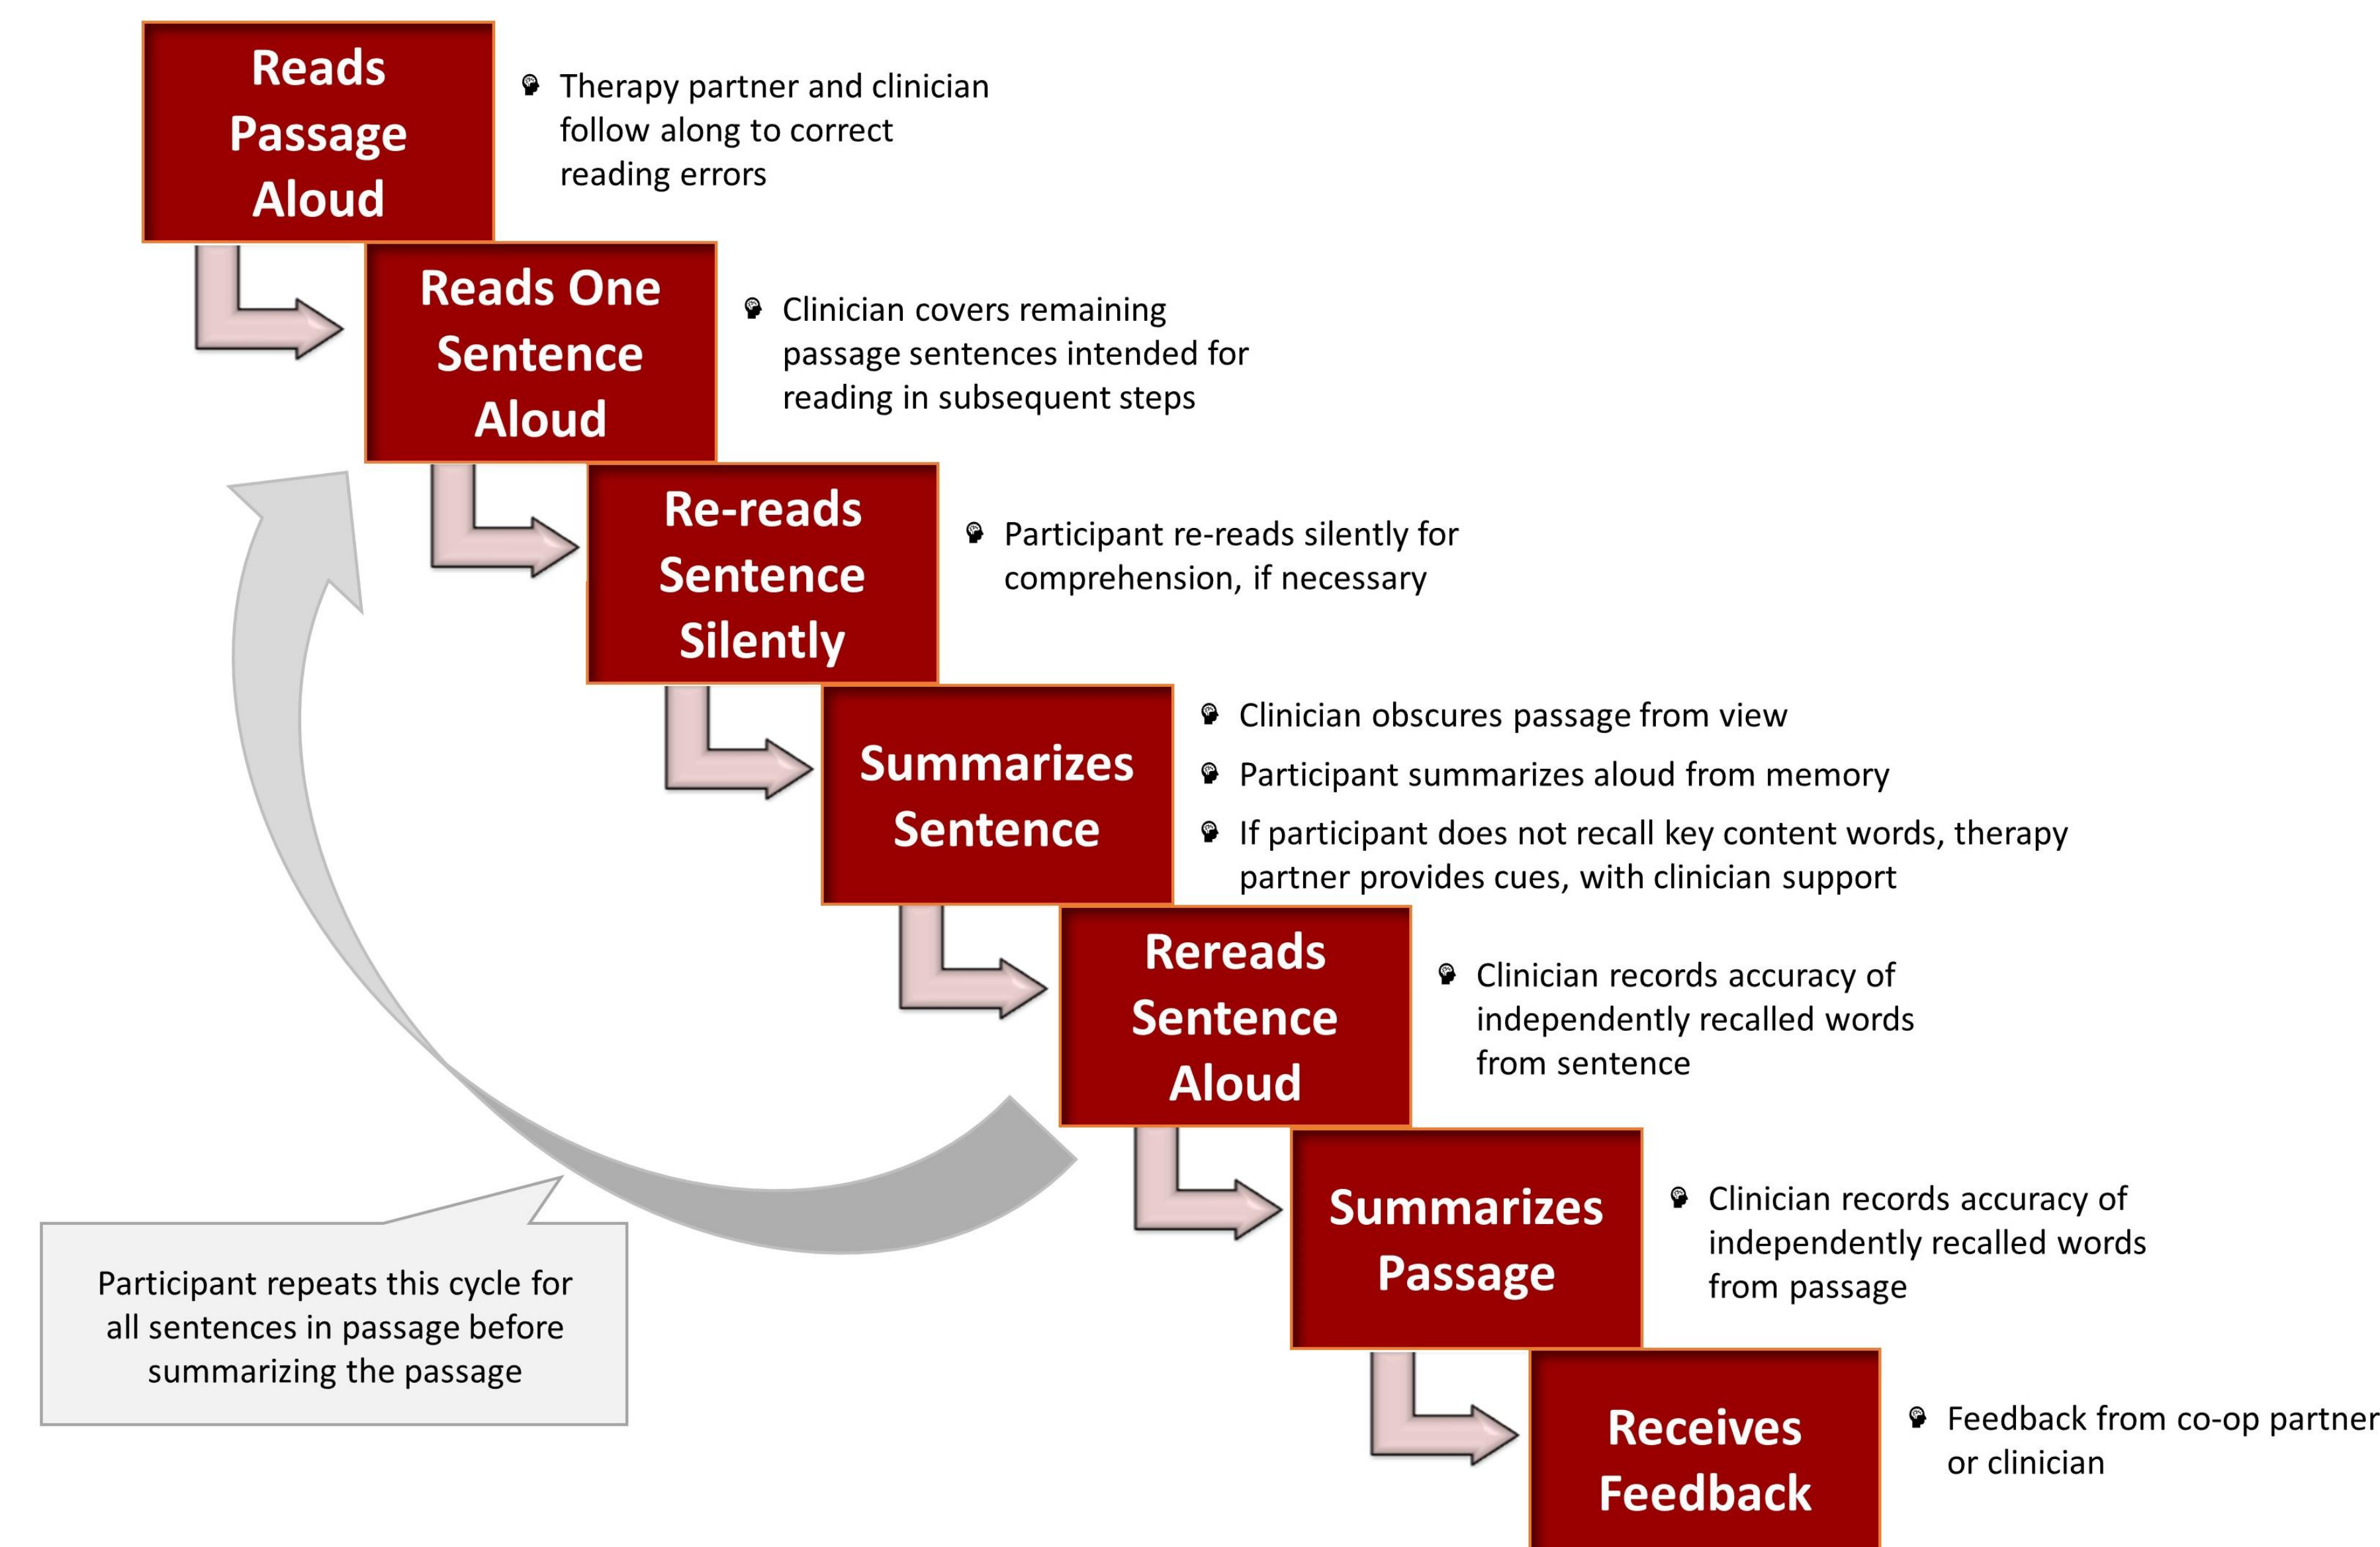 Reads
Passage
Aloud
Therapy partner and clinician
follow along to correct
reading errors
Reads One
Sentence
Aloud
Clinician covers remaining
passage sentences intended for
reading in subsequent steps
Re-reads
Sentence
Silently
Participant re-reads silently for
comprehension, if necessary
Summarizes
Sentence
Clinician obscures passage from view
Participant summarizes aloud from memory
If participant does not recall key content words, therapy
partner provides cues, with clinician support
Rereads
Sentence
Aloud
Clinician records accuracy of
independently recalled words
from sentence
Participant repeats this cycle for
all sentences in passage before
summarizing the passage
Summarizes
Passage
Clinician records accuracy of
independently recalled words
from passage
Receives
Feedback
Feedback from co-op partner
or clinician